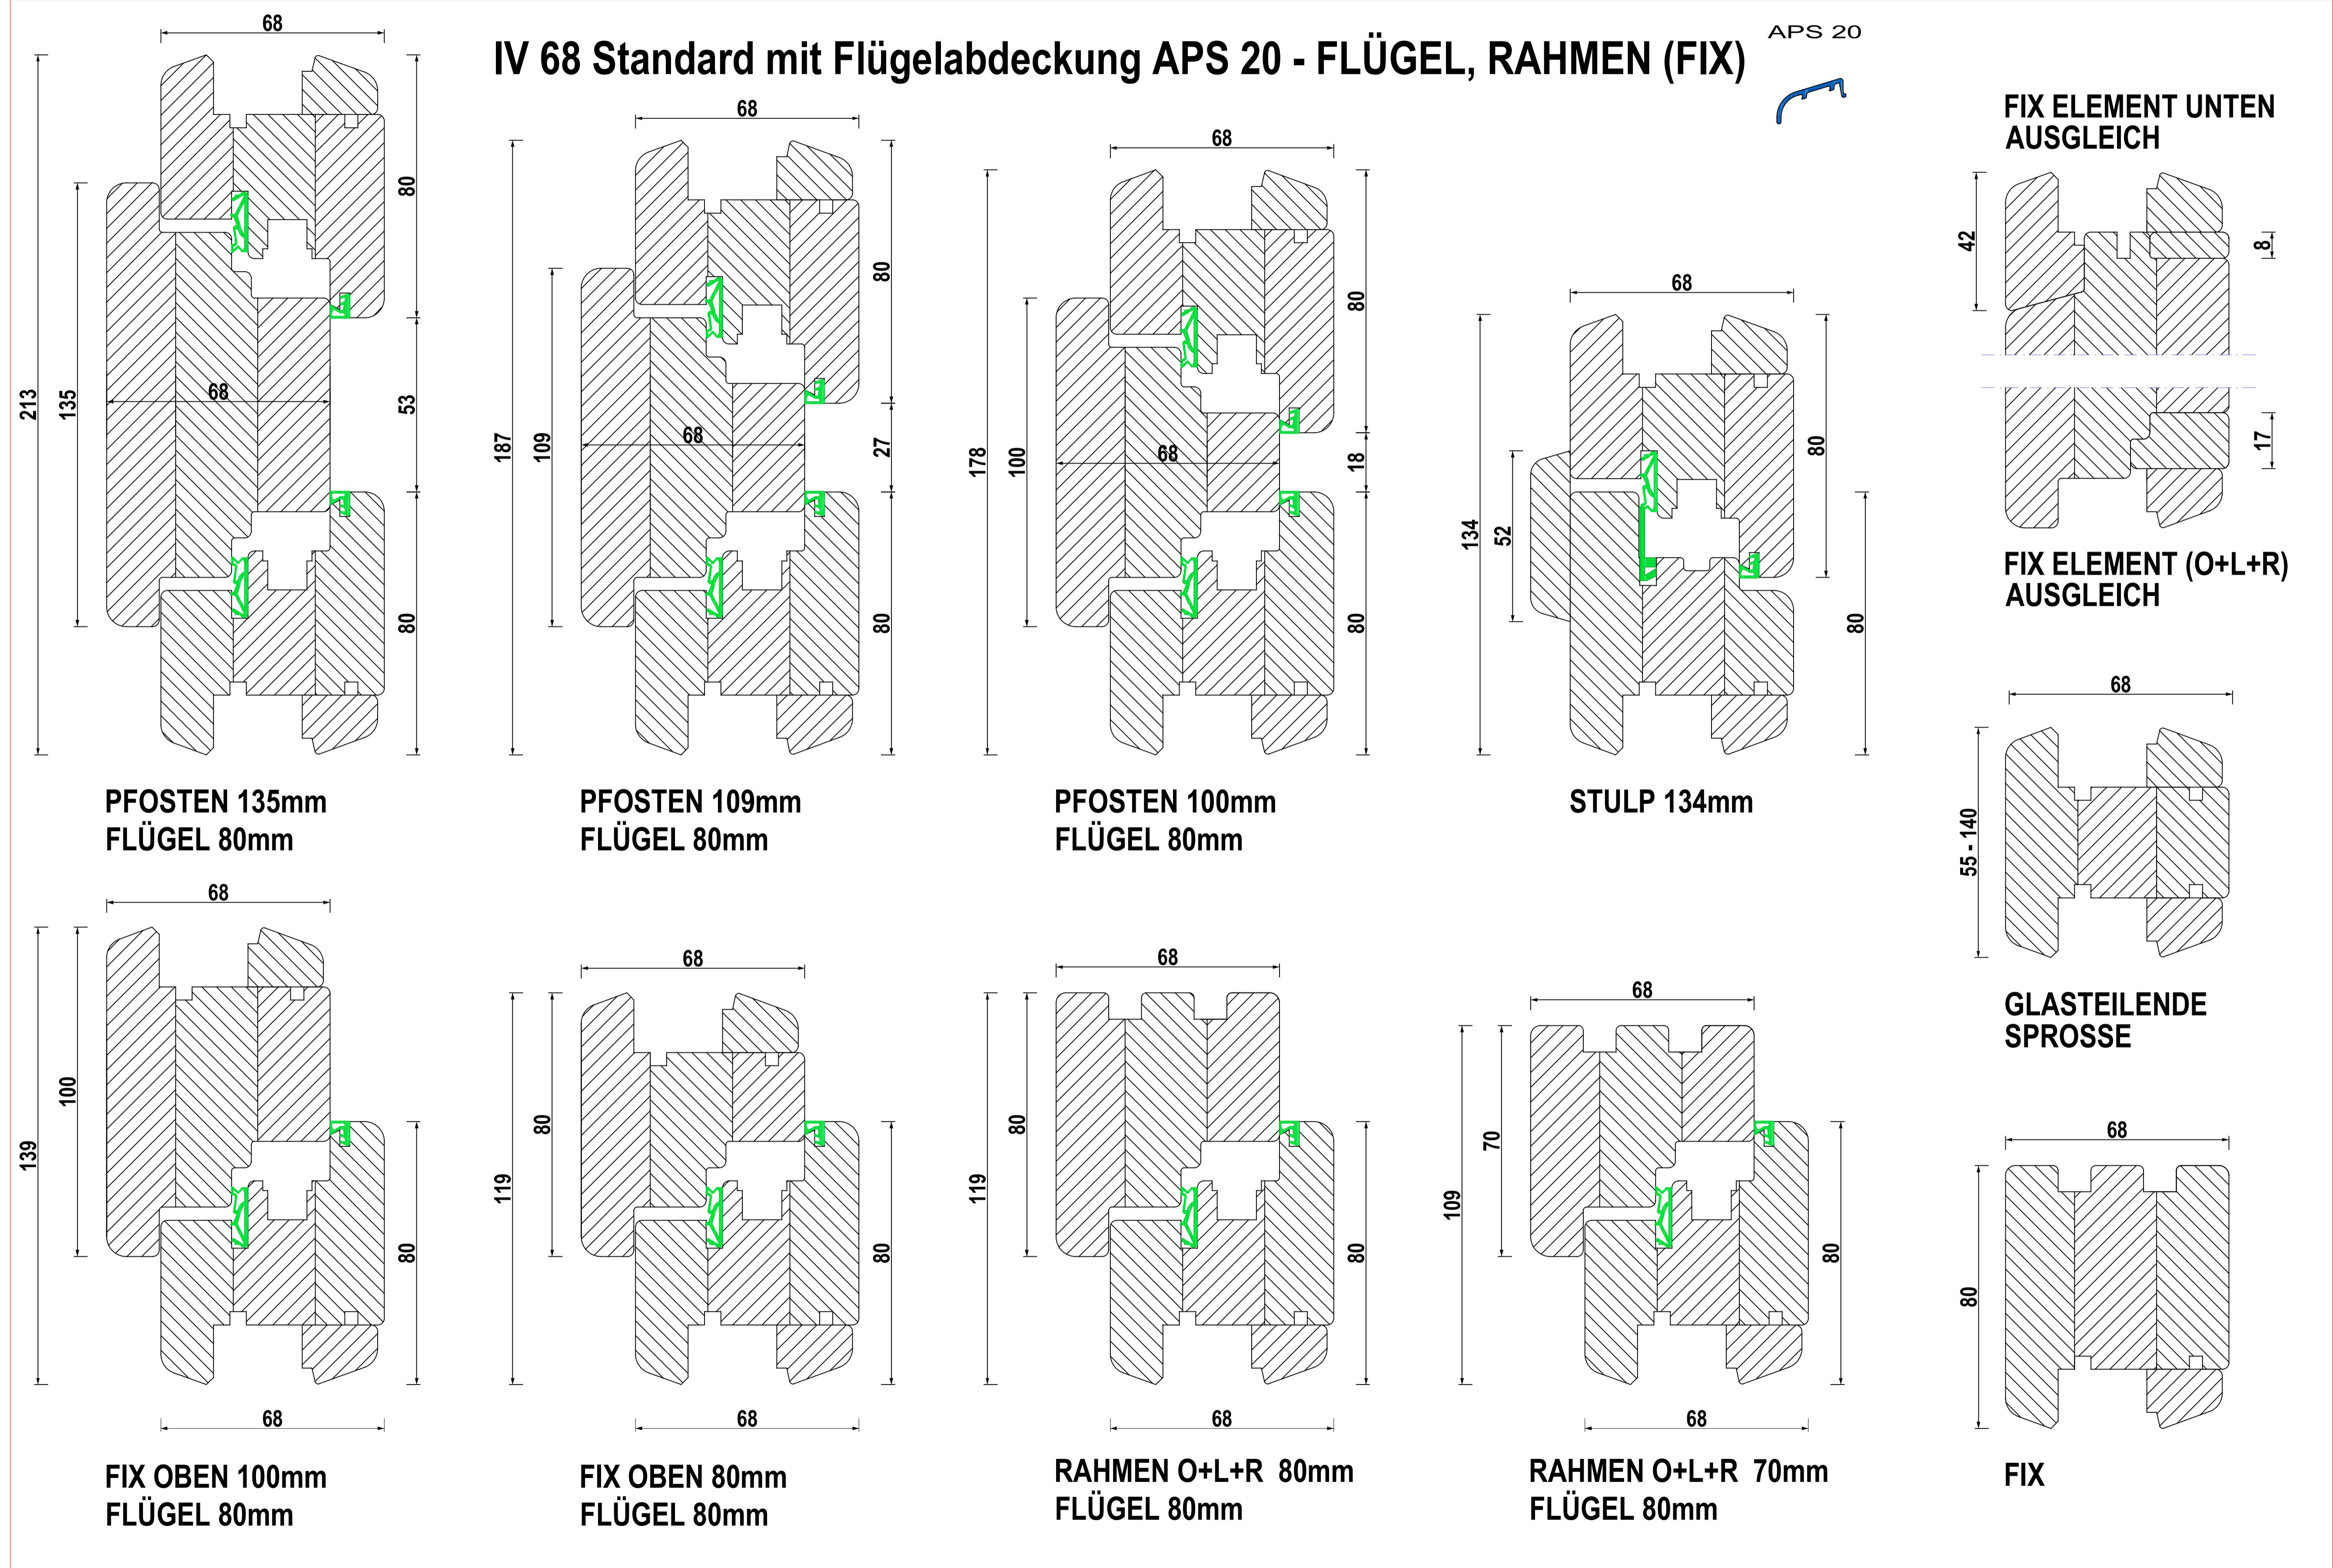 IV 68 Standard mit Flügelabdeckung APS 20 - FLÜGEL, RAHMEN (FIX)
APS 20
68
213
135
68
80
53
80
PFOSTEN 135mm
FLÜGEL 80mm
68
187
109
68
80
27
80
PFOSTEN 109mm
FLÜGEL 80mm
68
178
100
68
80
18
80
PFOSTEN 100mm
FLÜGEL 80mm
68
134
52
80
80
STULP 134mm
FIX ELEMENT UNTEN
AUSGLEICH
42
8
17
FIX ELEMENT (O+L+R)
AUSGLEICH
68
55 - 140
GLASTEILENDE
SPROSSE
68
139
100
80
68
FIX OBEN 100mm
FLÜGEL 80mm
68
119
80
80
68
FIX OBEN 80mm
FLÜGEL 80mm
68
119
80
80
68
RAHMEN O+L+R 80mm
FLÜGEL 80mm
68
109
70
80
68
RAHMEN O+L+R 70mm
FLÜGEL 80mm
68
80
FIX